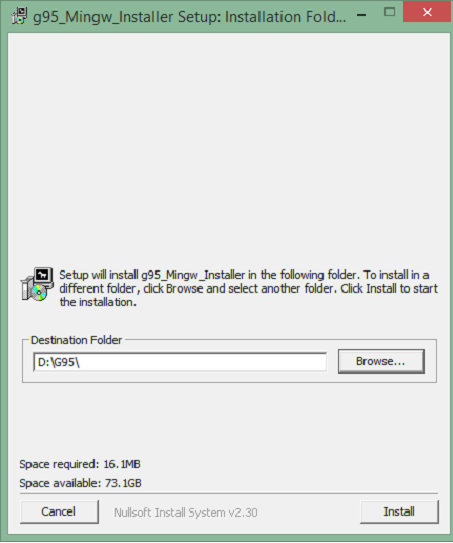 g95_Mingw_Installer Setup: Installation Fold...
Setup will install g95_Mingw_Installer in the following folder. To install in a
different folder, click Browse and select another folder. Click Install to start
the installation.
Destination Folder
D:\G95\
Browse...
Space required: 16.1MB
Space available: 73.1GB
Cancel
Nullsoft Install System v2.30
Install